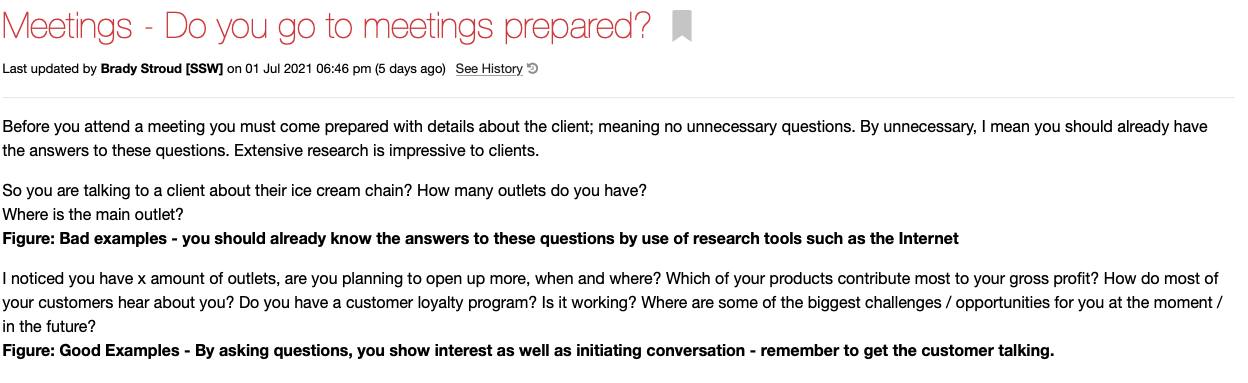 Meetings - Do you go to meetings prepared?
Last updated by Brady Stroud [SSW] on 01 Jul 2021 06:46 pm (5 days ago) See History
Before you attend a meeting you must come prepared with details about the client; meaning no unnecessary questions. By unnecessary, I mean you should already have
the answers to these questions. Extensive research is impressive to clients.
So you are talking to a client about their ice cream chain? How many outlets do you have?
Where is the main outlet?
Figure: Bad examples - you should already know the answers to these questions by use of research tools such as the Internet
I noticed you have x amount of outlets, are you planning to open up more, when and where? Which of your products contribute most to your gross profit? How do most of
your customers hear about you? Do you have a customer loyalty program? Is it working? Where are some of the biggest challenges / opportunities for you at the moment /
in the future?
Figure: Good Examples - By asking questions, you show interest as well as initiating conversation - remember to get the customer talking.